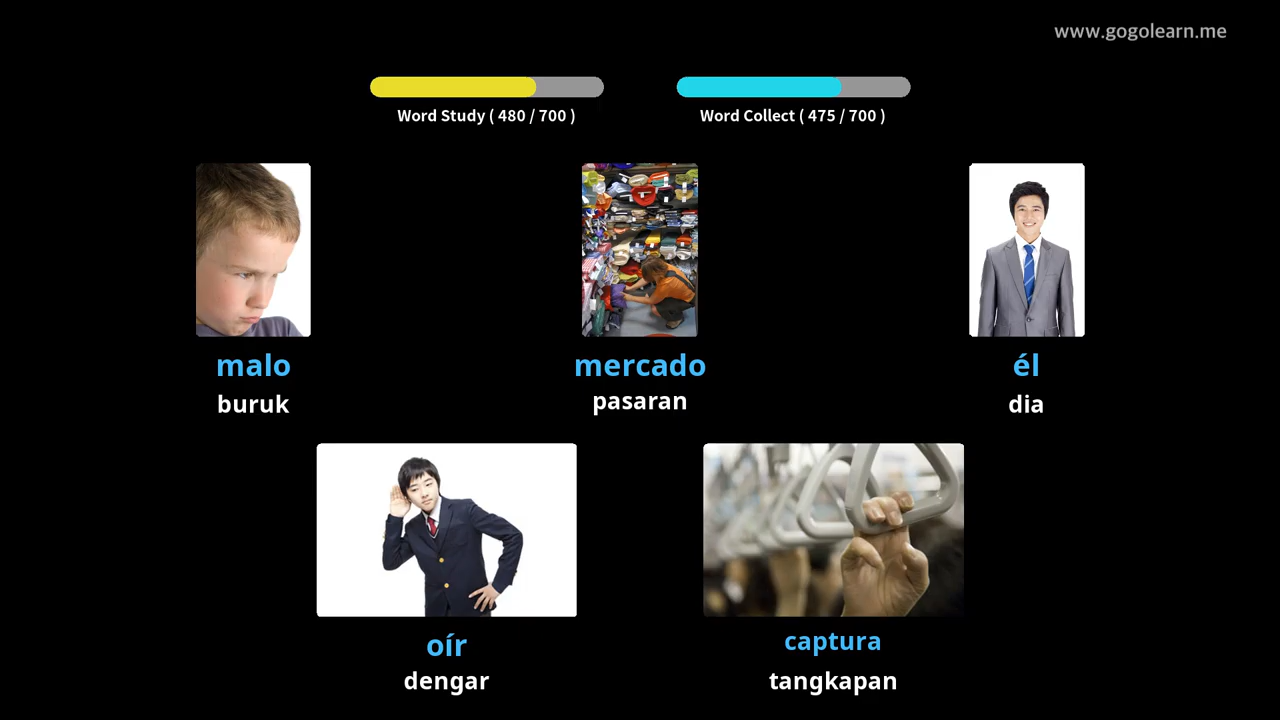 www.gogolearn.me
Word Study ( 480 / 700 )
Word Collect ( 475 / 700 )
malo
buruk
mercado
pasaran
él
dia
oír
dengar
captura
tangkapan